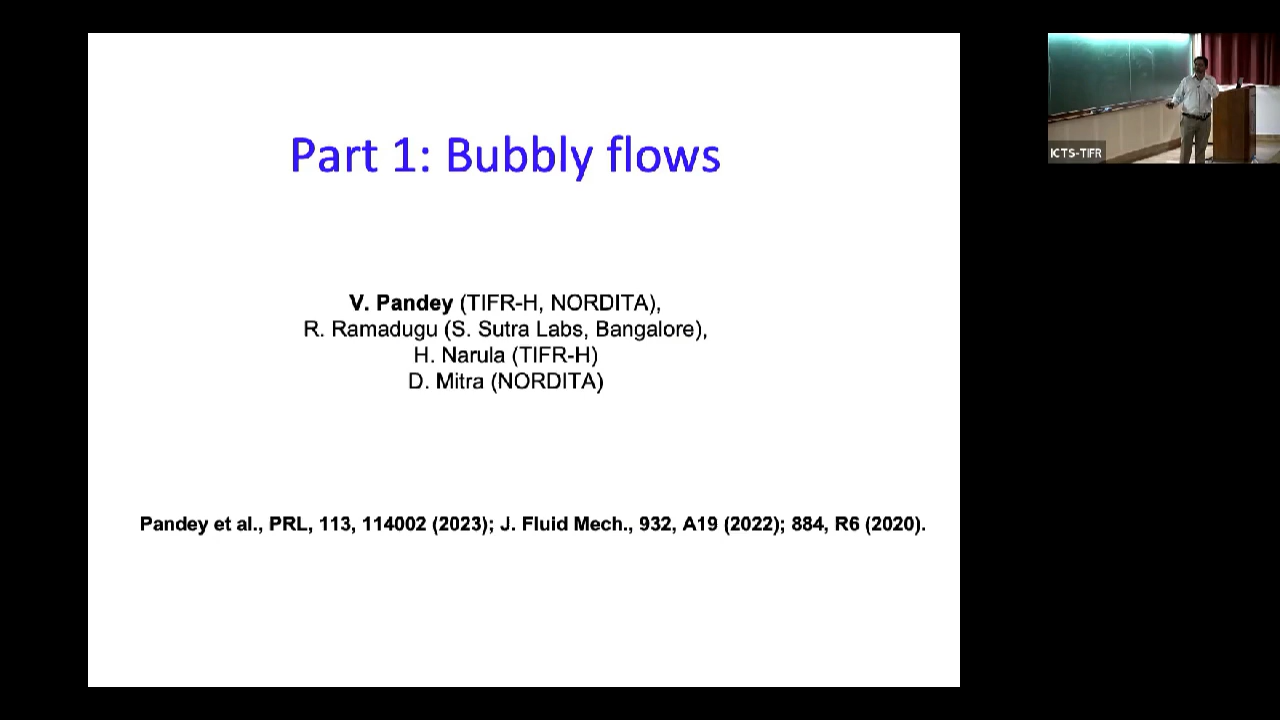 Part 1: Bubbly flows
V. Pandey (TIFR-H, NORDITA),
R. Ramadugu (S. Sutra Labs, Bangalore),
H. Narula (TIFR-H)
D. Mitra (NORDITA)
Pandey et al., PRL, 113, 114002 (2023); J. Fluid Mech., 932, A19 (2022); 884, R6 (2020).
ICTS-TIFR